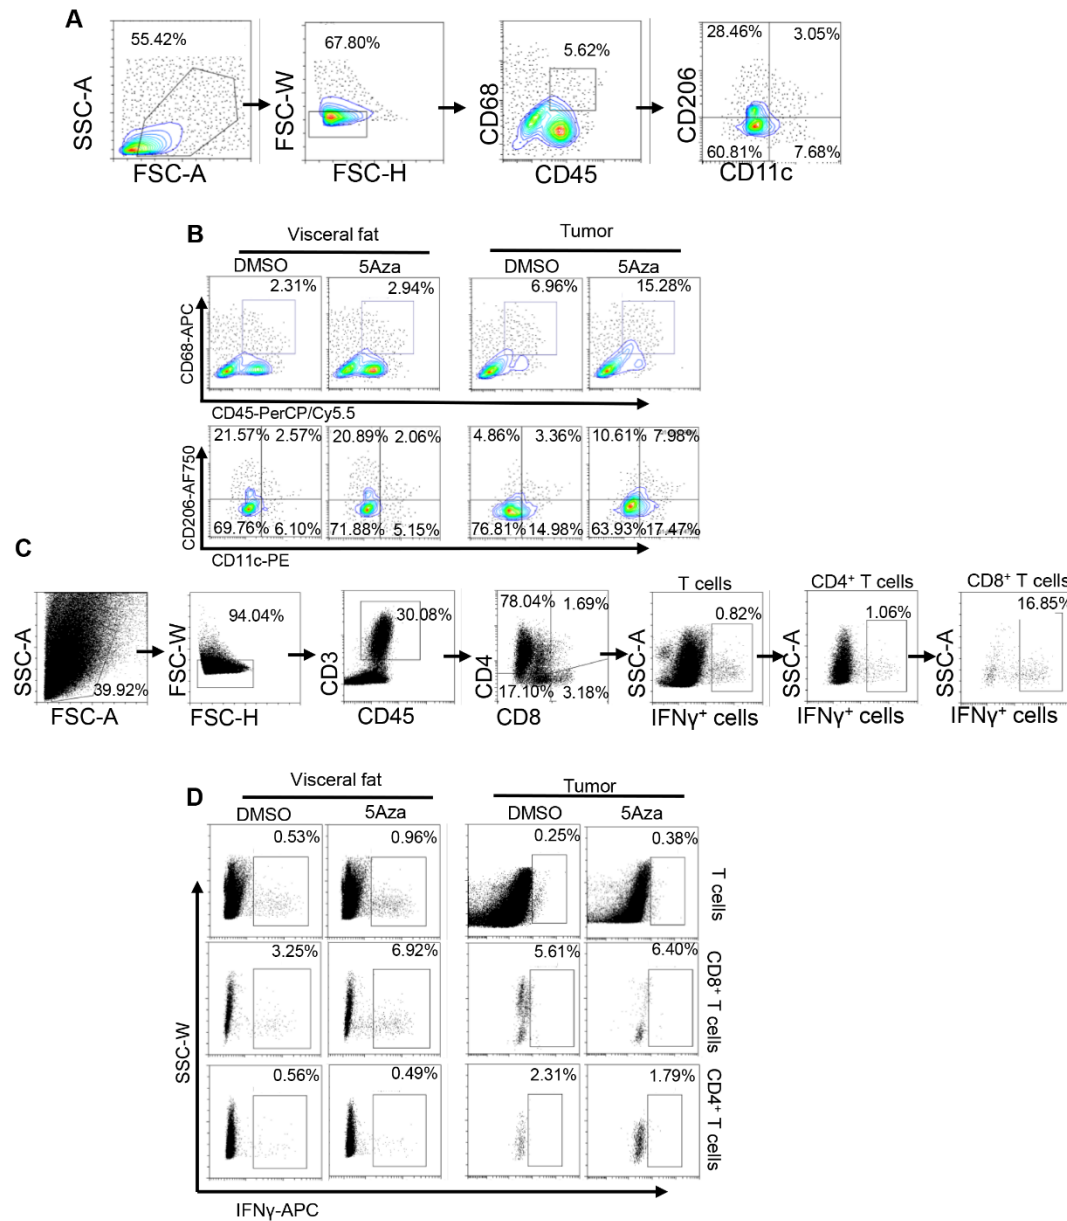 A
55.42%
SSC-A
FSC-A
67.80%
FSC-W
FSC-H
5.62%
CD68
CD45
28.46% 3.05%
CD206
60.81% 7.68%
CD11c
B
Visceral fat Tumor
DMSO 5Aza DMSO 5Aza
2.31% 2.94% 6.96% 15.28%
CD68-APC
CD45-PerCP/Cy5.5
21.57% 2.57% 20.89% 2.06% 4.86% 3.36% 10.61% 7.98%
CD206-AF750
69.76% 6.10% 71.88% 5.15% 76.81% 14.98% 63.93% 17.47%
CD11c-PE
C
SSC-A
39.92%
FSC-A
94.04%
FSC-W
FSC-H
30.08%
CD3
CD45
78.04% 1.69%
CD4
17.10% 3.18%
CD8
T cells
0.82%
SSC-A
IFNγ+ cells
CD4+ T cells
1.06%
SSC-A
IFNγ+ cells
CD8+ T cells
16.85%
SSC-A
IFNγ+ cells
D
Visceral fat Tumor
DMSO 5Aza DMSO 5Aza
0.53% 0.96% 0.25% 0.38%
T cells
3.25% 6.92% 5.61% 6.40%
CD8+ T cells
0.56% 0.49% 2.31% 1.79%
CD4+ T cells
SSC-W
IFNγ-APC